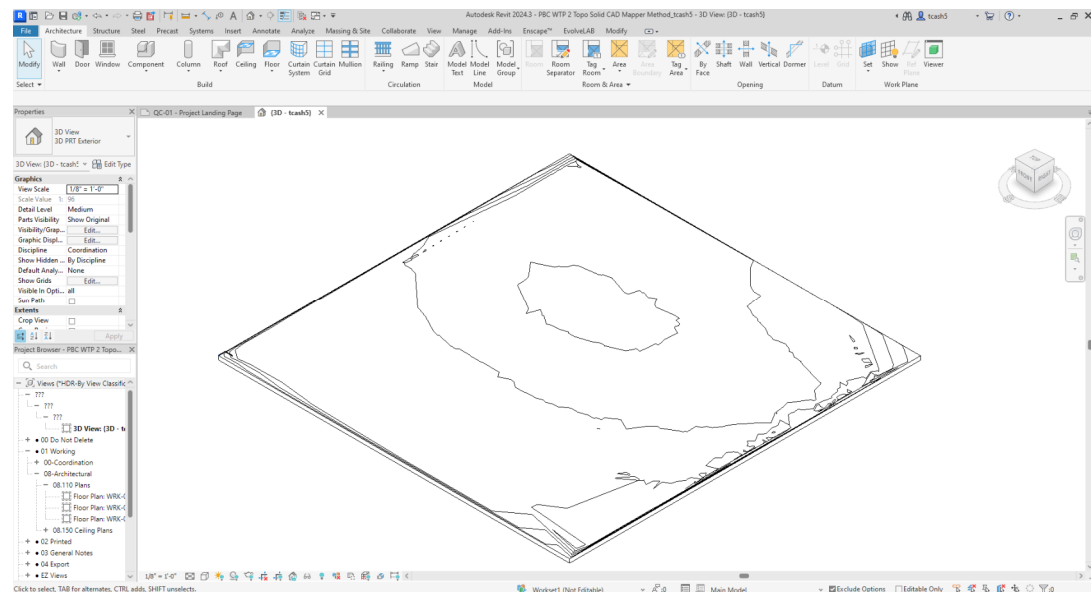 Autodesk Revit 2024.3 - PBC WTP 2 Topo Solid CAD Mapper Method_tcash5 - 3D View: {3D - tcash5}
tcash5
File Architecture Structure Steel Precast Systems Insert Annotate Analyze Massing & Site Collaborate View Manage Add-Ins Enscape™ EvolveLAB Modify
Modify Wall Door Window Component Column Roof Ceiling Floor Curtain System Curtain Grid Mullion Railing Ramp Stair Model Text Model Line Model Group Room Room Separator Tag Room Area Area Boundary Tag Area By Face Shaft Wall Vertical Dormer Level Grid Set Show Ref Plane Viewer
Select Build Circulation Model Room & Area Opening Datum Work Plane
Properties
QC-01 - Project Landing Page
{3D - tcash5}
3D View
3D PRT Exterior
3D View: {3D - tcash5 Edit Type
Graphics
View Scale 1/8" = 1'-0"
Scale Value 1: 96
Detail Level Medium
Parts Visibility Show Original
Visibility/Grap... Edit...
Graphic Displ... Edit...
Discipline Coordination
Show Hidden ... By Discipline
Default Analy... None
Show Grids Edit...
Visible In Opti... all
Sun Path
Extents
Crop View
Apply
Project Browser - PBC WTP 2 Topo...
Search
Views (*HDR-By View Classific
???
???
???
3D View: {3D - t
00 Do Not Delete
01 Working
00-Coordination
08-Architectural
08.110 Plans
Floor Plan: WRK-
Floor Plan: WRK-
Floor Plan: WRK-
08.150 Ceiling Plans
02 Printed
03 General Notes
04 Export
EZ Views
TOP
FRONT
RIGHT
1/8" = 1'-0"
Click to select, TAB for alternates, CTRL adds, SHIFT unselects.
Workset1 (Not Editable) :0 Main Model Exclude Options Editable Only :0